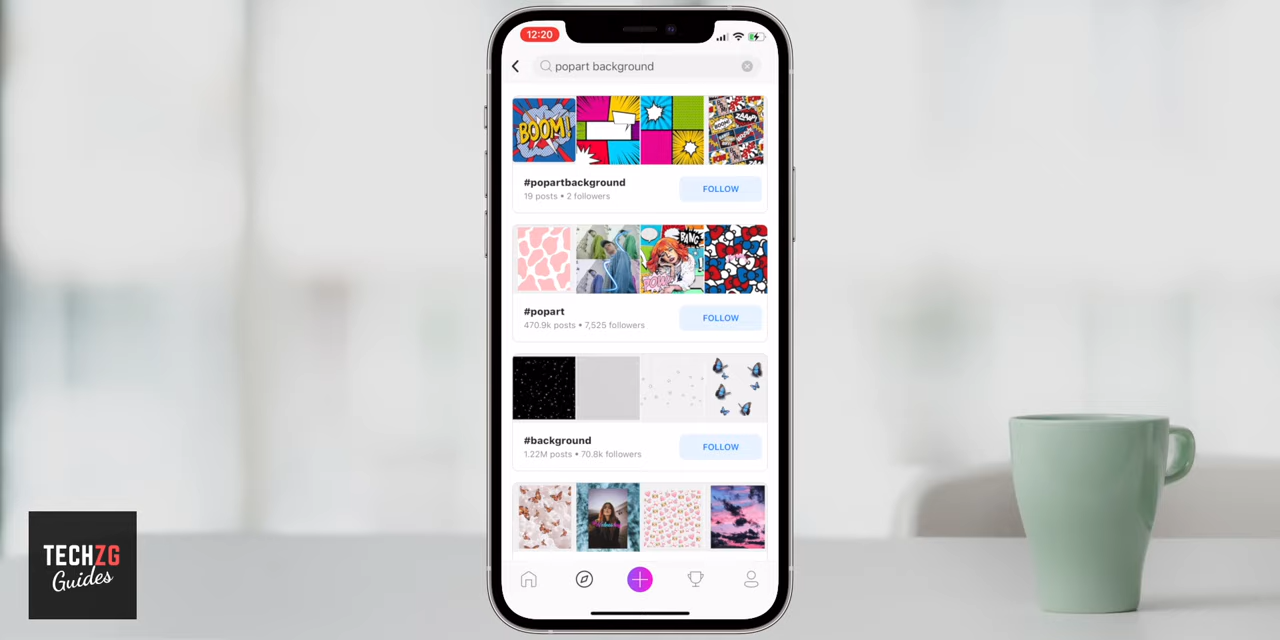 12:20
popart background
BOOM!
ZAAAP!
#popartbackground
19 posts • 2 followers
FOLLOW
BANG
#popart
470.9k posts • 7,525 followers
FOLLOW
#background
1.22M posts • 70.8k followers
FOLLOW
TECHZG
Guides